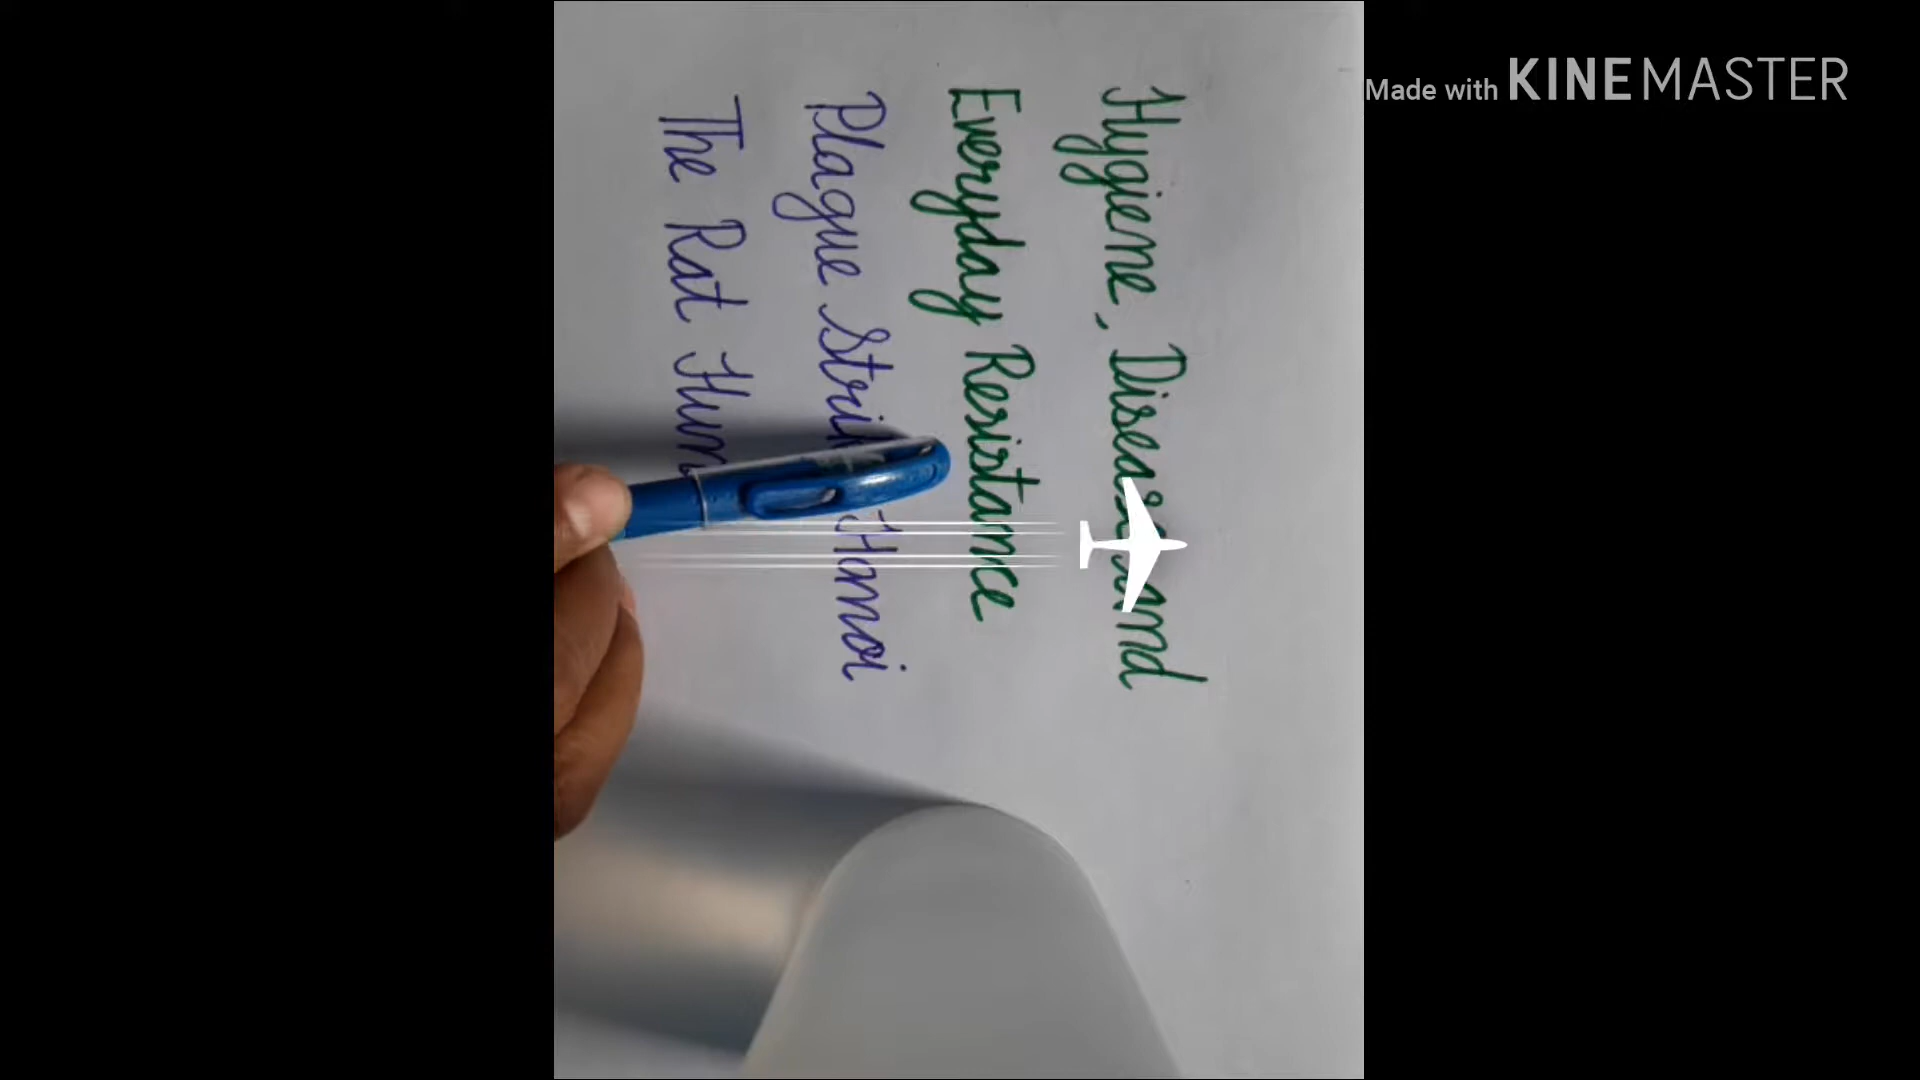 Hygiene, Disease and
Everyday Resistance
Plague Hanoi
The Rat
Made with KINEMASTER